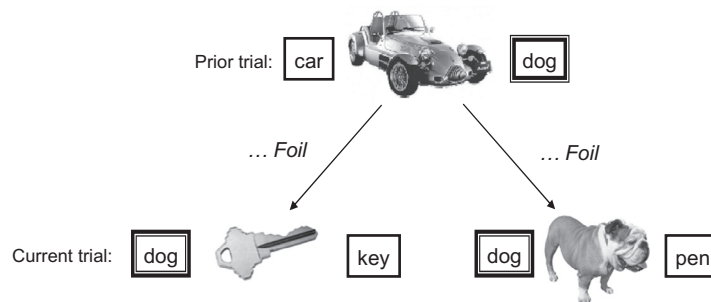 Prior trial: car dog
… Foil … Foil
Current trial: dog key dog pen